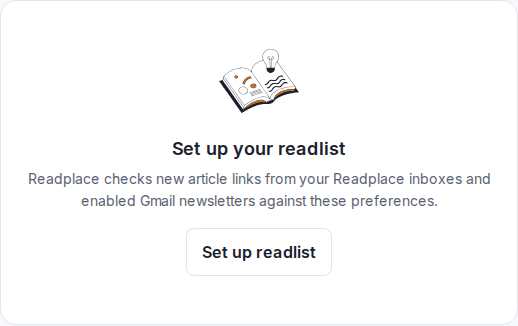 Set up your readlist
Readplace checks new article links from your Readplace inboxes and
enabled Gmail newsletters against these preferences.
Set up readlist